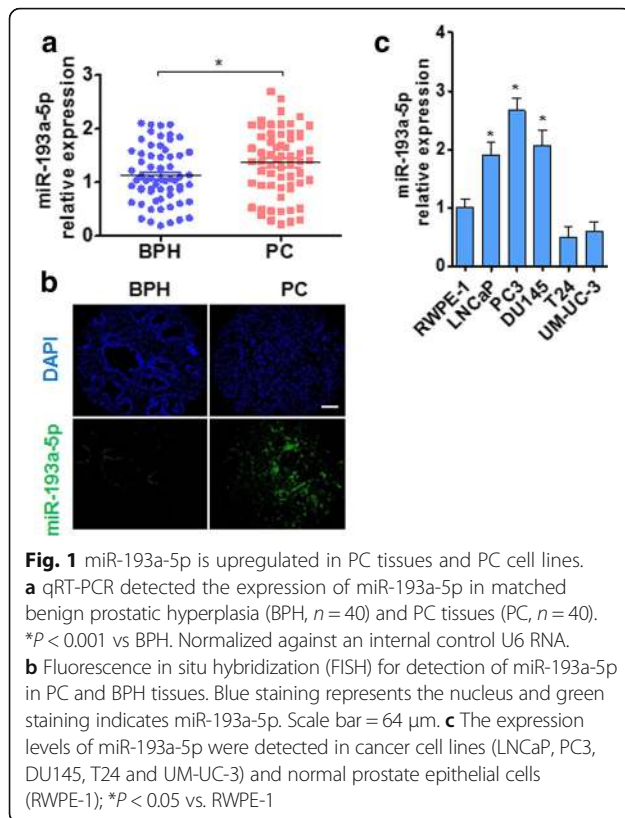 a
*
miR-193a-5p
relative expression
3
2
1
0
BPH
PC
b
BPH
PC
DAPI
miR-193a-5p
c
miR-193a-5p
relative expression
4
3
2
1
0
*
*
*
RWPE-1
LNCaP
PC3
DU145
T24
UM-UC-3
Fig. 1 miR-193a-5p is upregulated in PC tissues and PC cell lines.
a qRT-PCR detected the expression of miR-193a-5p in matched
benign prostatic hyperplasia (BPH, n = 40) and PC tissues (PC, n = 40).
*P < 0.001 vs BPH. Normalized against an internal control U6 RNA.
b Fluorescence in situ hybridization (FISH) for detection of miR-193a-5p
in PC and BPH tissues. Blue staining represents the nucleus and green
staining indicates miR-193a-5p. Scale bar = 64 μm. c The expression
levels of miR-193a-5p were detected in cancer cell lines (LNCaP, PC3,
DU145, T24 and UM-UC-3) and normal prostate epithelial cells
(RWPE-1); *P < 0.05 vs. RWPE-1